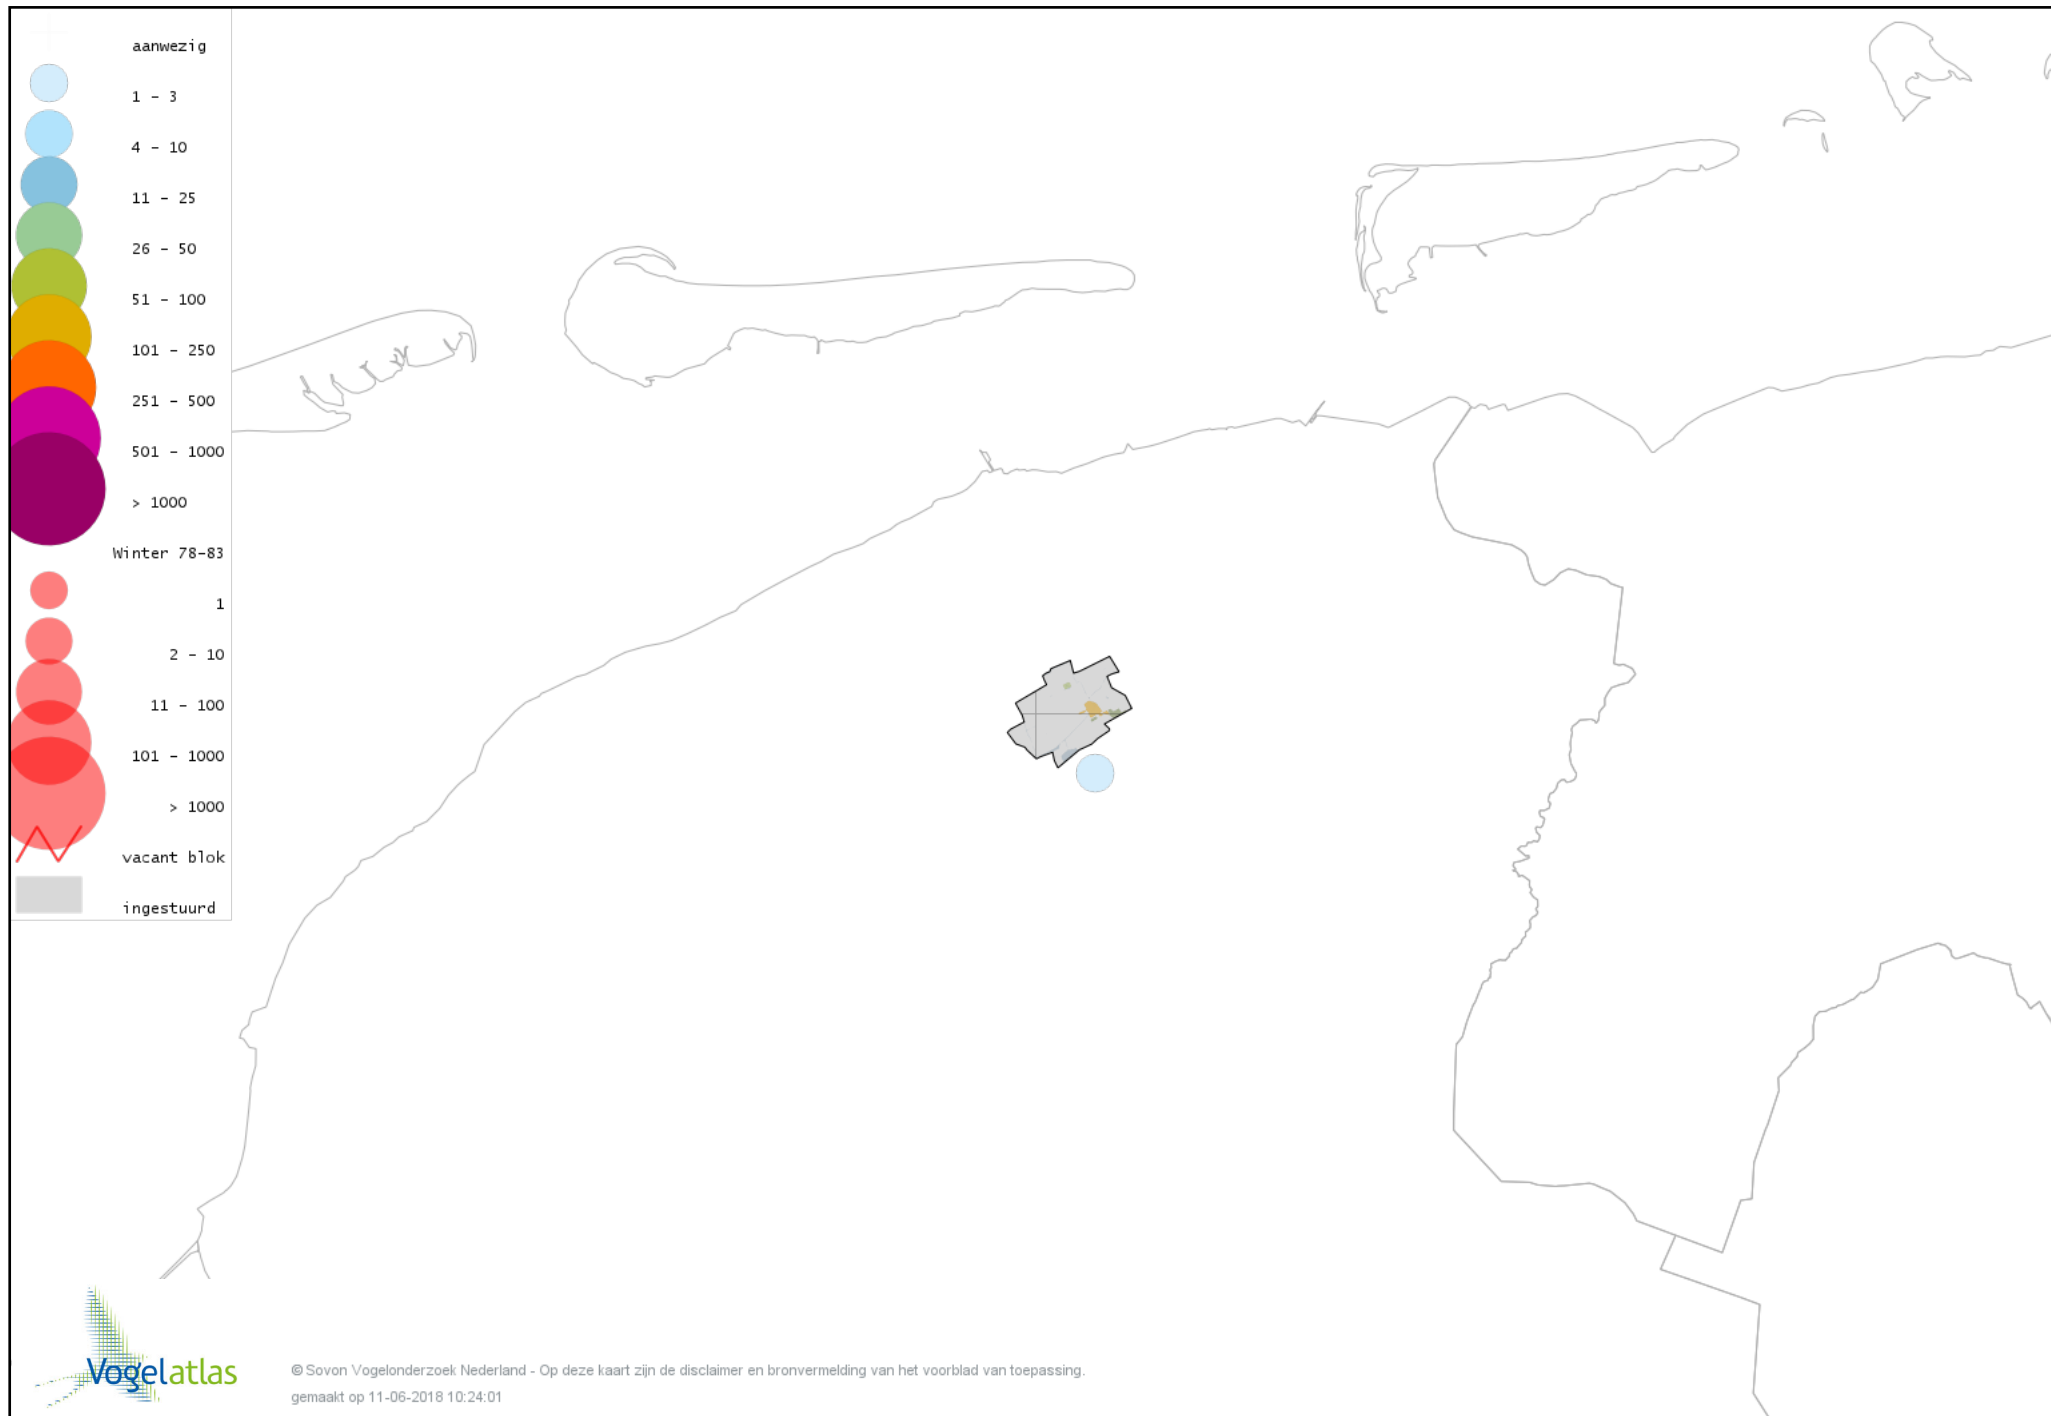 aanwezig
1 - 3
4 - 10
11 - 25
26 - 50
51 - 100
101 - 250
251 - 500
501 - 1000
> 1000
Winter 78-83
1
2 - 10
11 - 100
101 - 1000
> 1000
vacant blok
ingestuurd
Vogelatlas
© Sovon Vogelonderzoek Nederland - Op deze kaart zijn de disclaimer en bronvermelding van het voorblad van toepassing.
gemaakt op 11-06-2018 10:24:01